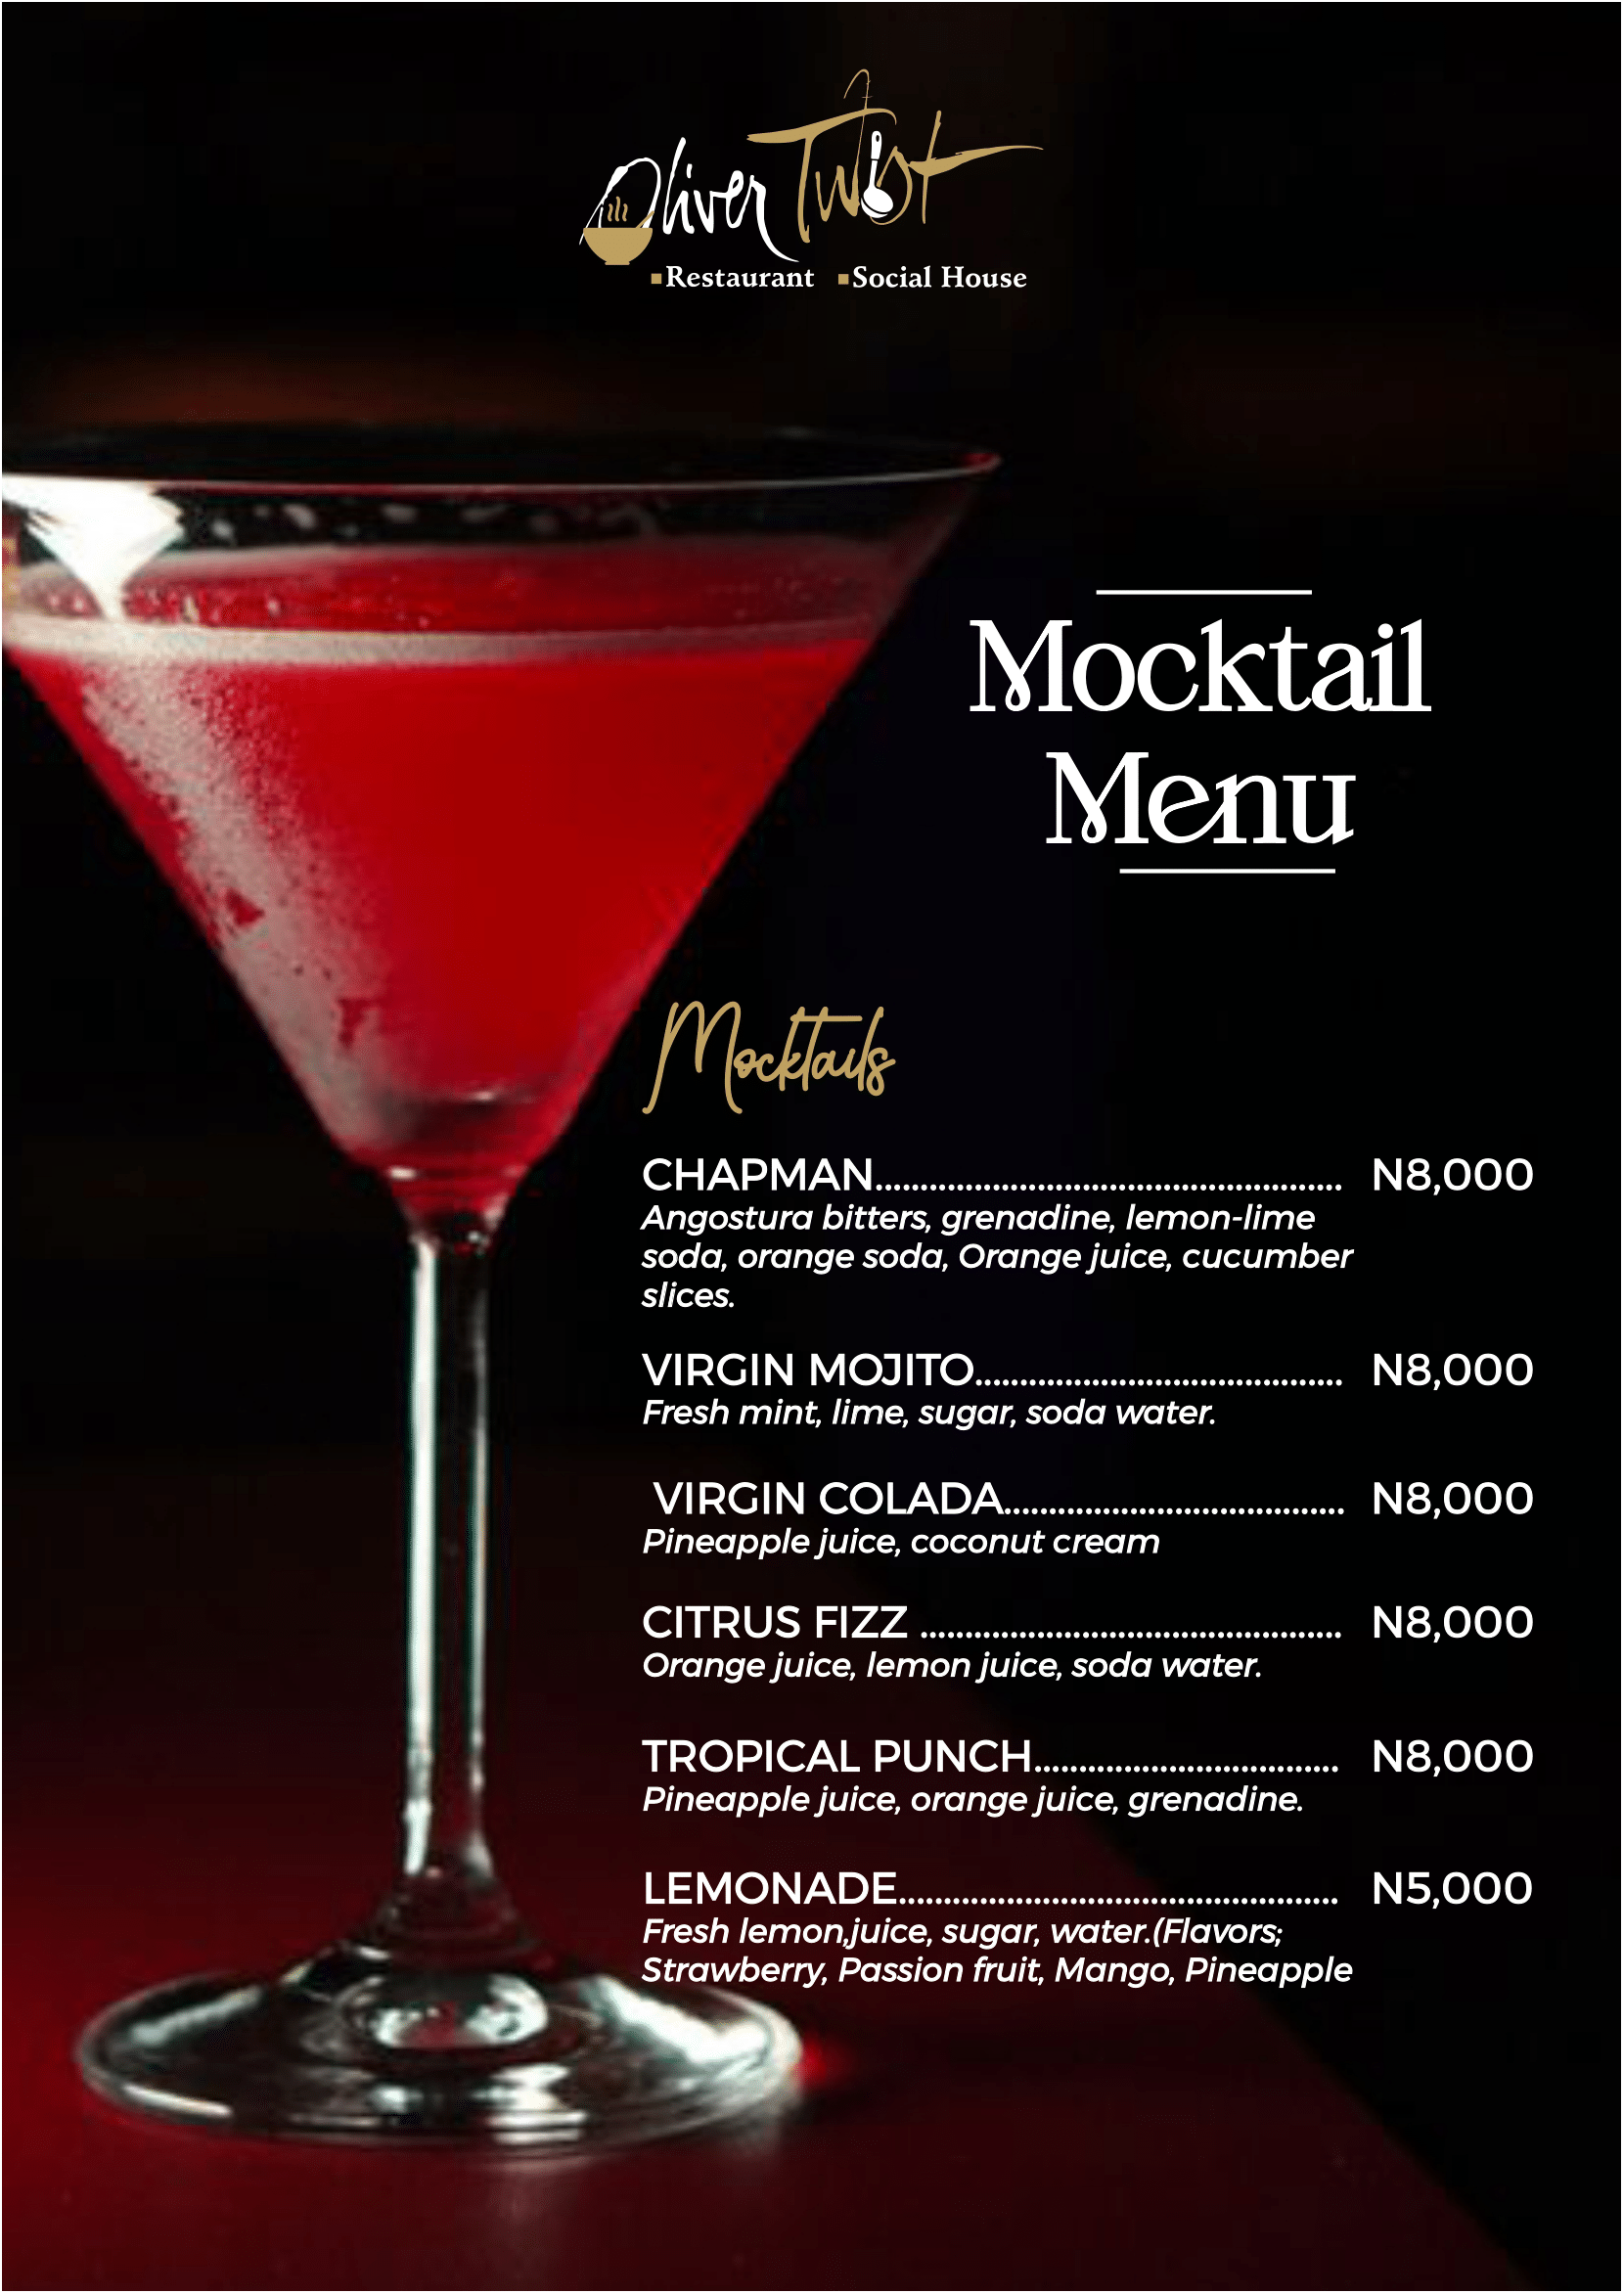 Oliver Twist
Restaurant Social House
Mocktail
Menu
Mocktails
CHAPMAN.................................................... N8,000
Angostura bitters, grenadine, lemon-lime
soda, orange soda, Orange juice, cucumber
slices.
VIRGIN MOJITO......................................... N8,000
Fresh mint, lime, sugar, soda water.
VIRGIN COLADA...................................... N8,000
Pineapple juice, coconut cream
CITRUS FIZZ ............................................... N8,000
Orange juice, lemon juice, soda water.
TROPICAL PUNCH.................................. N8,000
Pineapple juice, orange juice, grenadine.
LEMONADE................................................. N5,000
Fresh lemon,juice, sugar, water.(Flavors;
Strawberry, Passion fruit, Mango, Pineapple